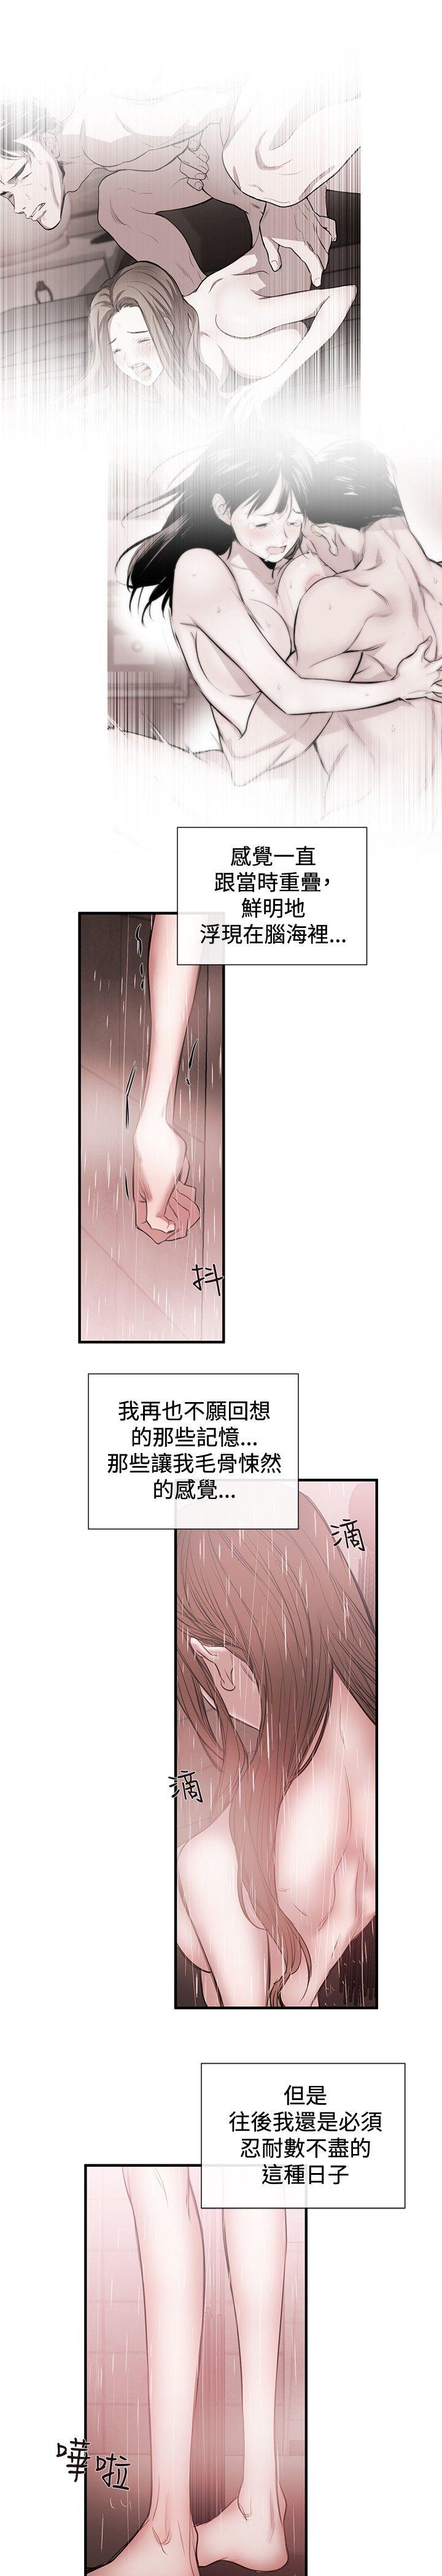 感覺一直
跟當時重疊，
鮮明地
浮現在腦海裡...
抖
我再也不願回想
的那些記憶...
那些讓我毛骨悚然
的感覺...
滴
滴
但是
往後我還是必須
忍耐數不盡的
這種日子
嘩啦